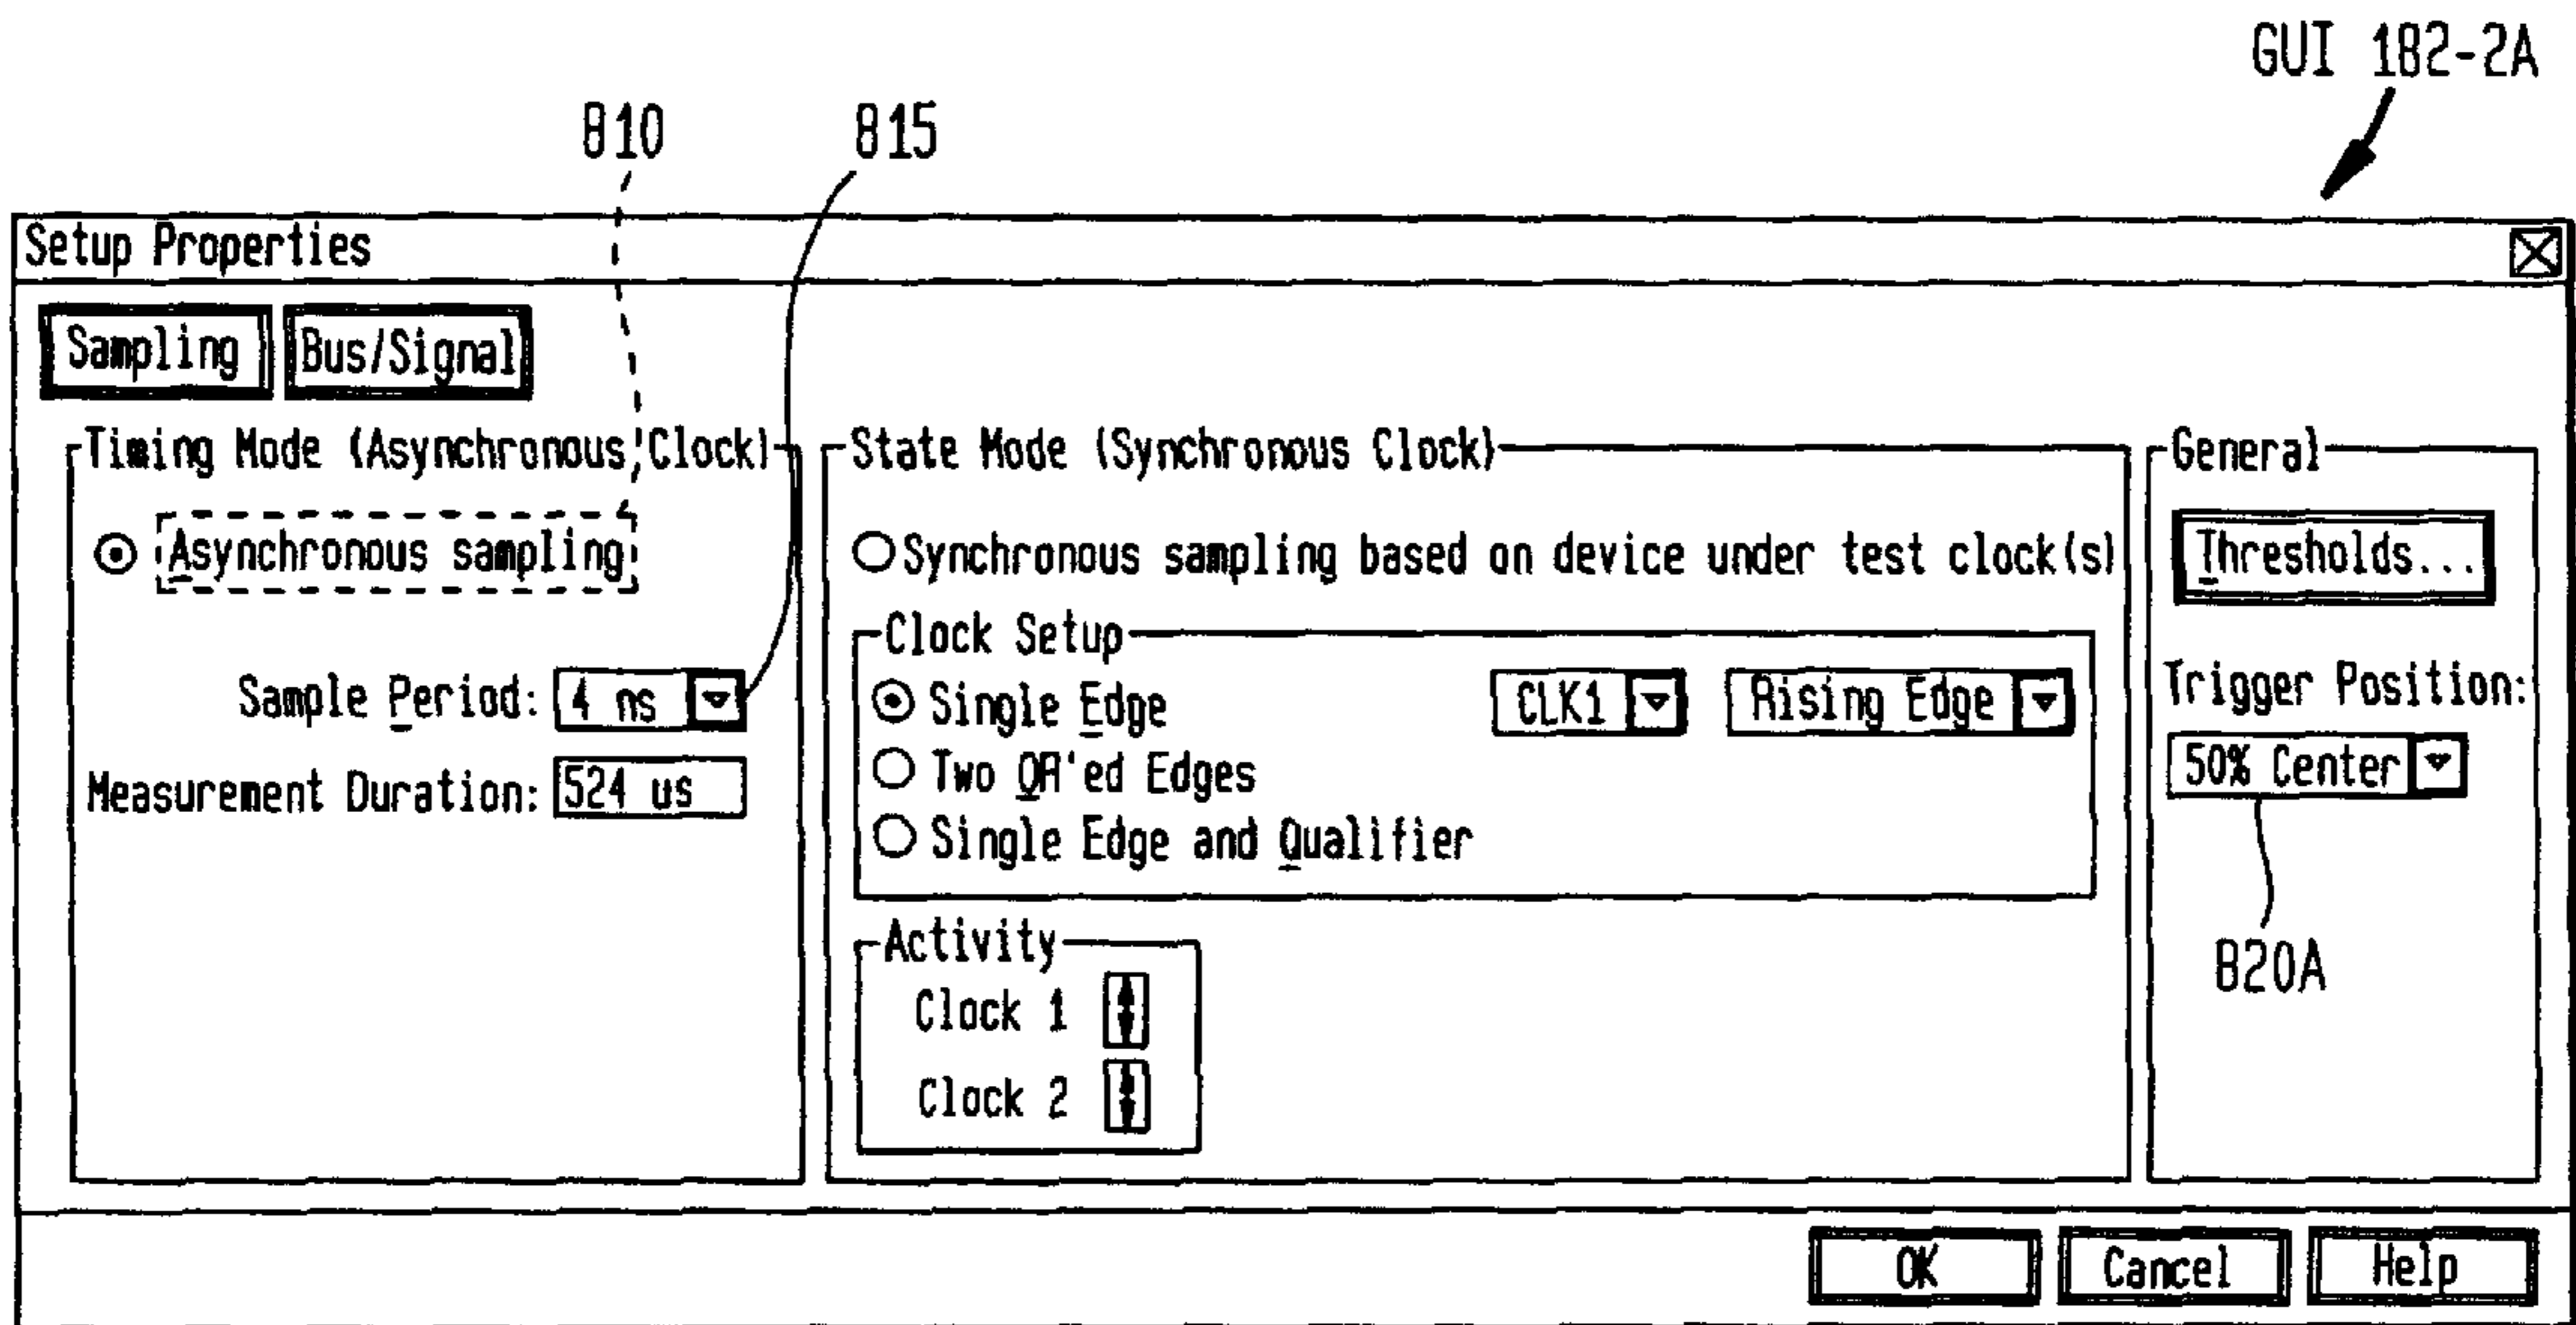 GUI 182-2A
810
815
Setup Properties
Sampling
Bus/Signal
Timing Mode (Asynchronous Clock)
Asynchronous sampling
Sample Period:
4 ns
Measurement Duration:
524 us
State Mode (Synchronous Clock)
Synchronous sampling based on device under test clock(s)
Clock Setup
Single Edge
CLK1
Rising Edge
Two OR'ed Edges
Single Edge and Qualifier
Activity
Clock 1
Clock 2
General
Thresholds...
Trigger Position:
50% Center
820A
OK
Cancel
Help